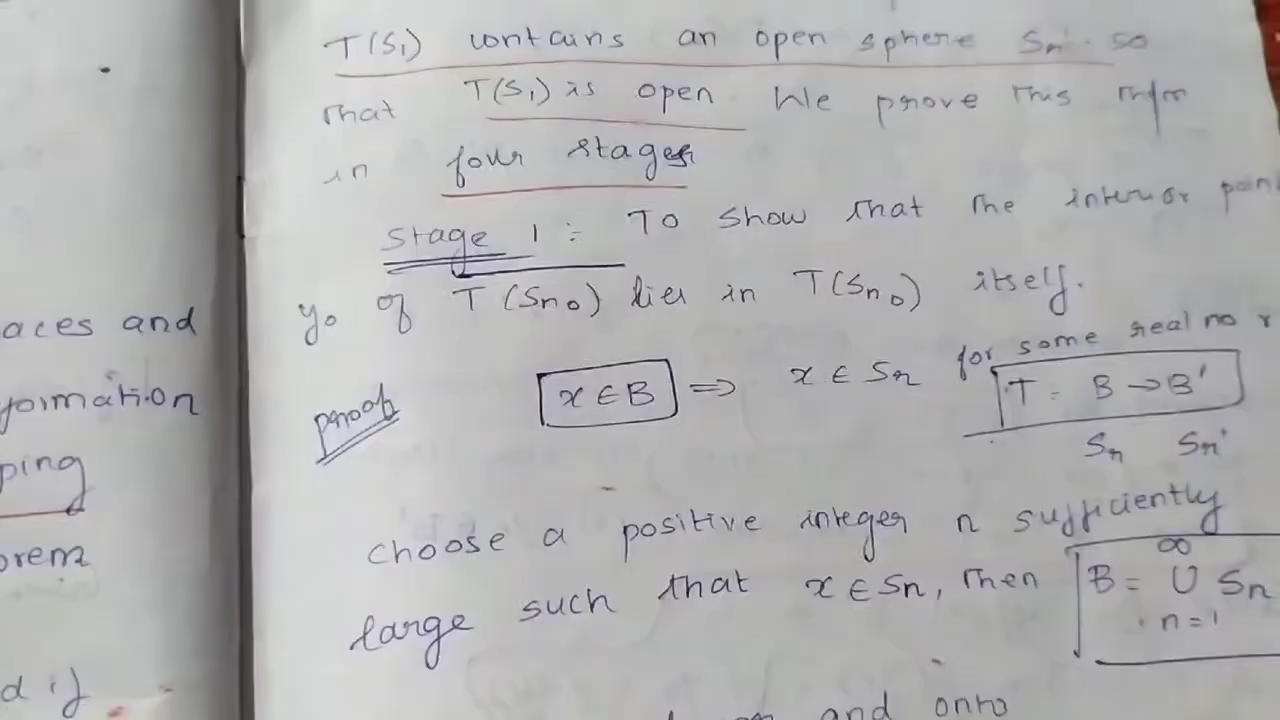 aces and
formation
ping
orem
d if
T(S1) contains an open sphere Sr'. so
that T(S1) is open We prove this thm
in four stages
Stage 1 :- To show that the interior poin
y0 of T(Sn0) lies in T(Sn0) itself.
for some real no r
proof x ∈ B ⇒ x ∈ Sr T : B → B'
Sr Sr'
choose a positive integer n sufficiently
large such that x ∈ Sn, Then B = ∞ ∪ n=1 Sn
and onto